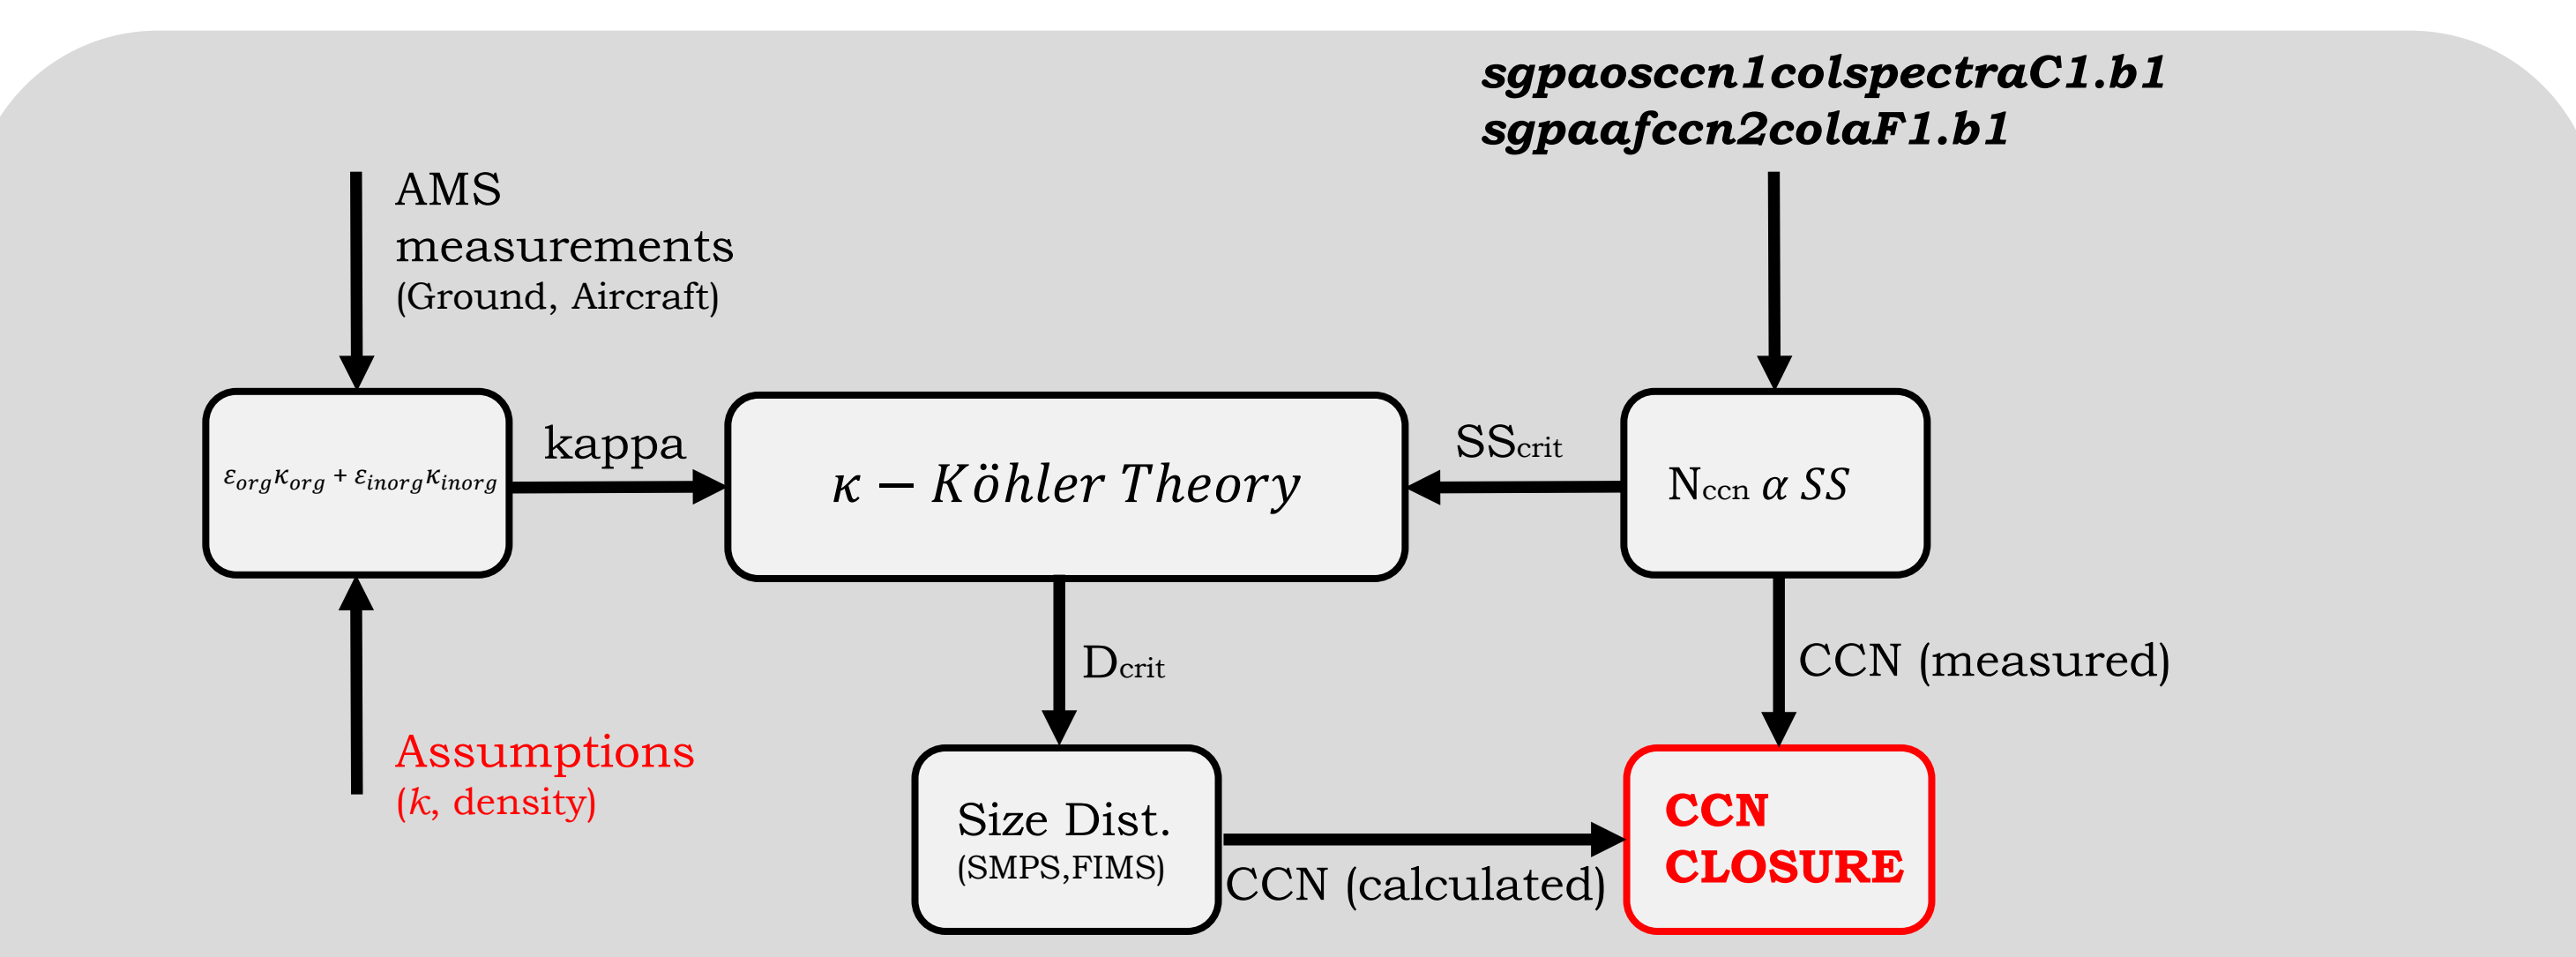 sgpaosccn1colspectraC1.b1
sgpaafccn2colaF1.b1
AMS
measurements
(Ground, Aircraft)
εorgκorg + εinorgκinorg
kappa
κ − Köhler Theory
SScrit
Nccn α SS
Dcrit
CCN (measured)
Assumptions
(k, density)
Size Dist.
(SMPS,FIMS)
CCN (calculated)
CCN
CLOSURE